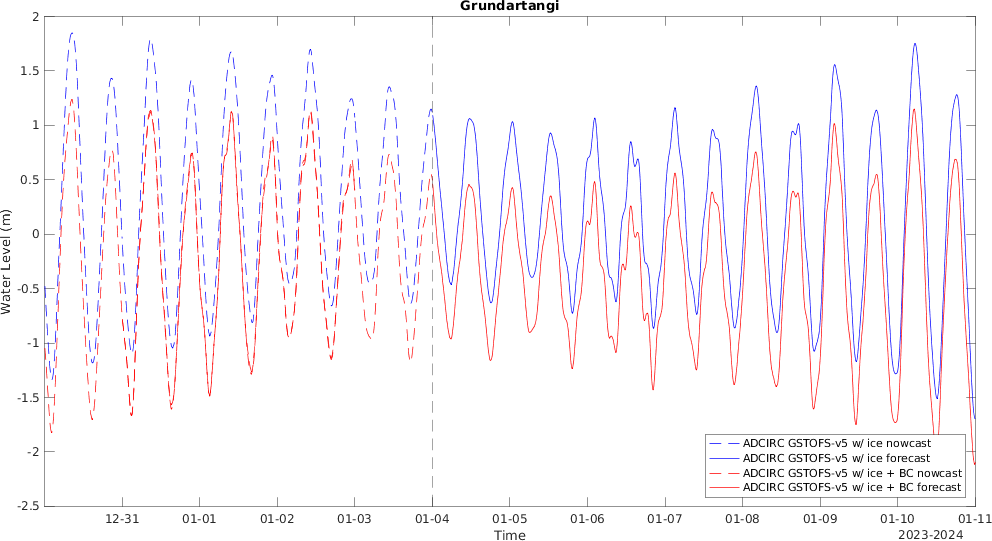 Grundartangi
2
1.5
1
0.5
0
-0.5
-1
-1.5
-2
-2.5
Water Level (m)
12-31 01-01 01-02 01-03 01-04 01-05 01-06 01-07 01-08 01-09 01-10 01-11
Time
2023-2024
ADCIRC GSTOFS-v5 w/ ice nowcast
ADCIRC GSTOFS-v5 w/ ice forecast
ADCIRC GSTOFS-v5 w/ ice + BC nowcast
ADCIRC GSTOFS-v5 w/ ice + BC forecast